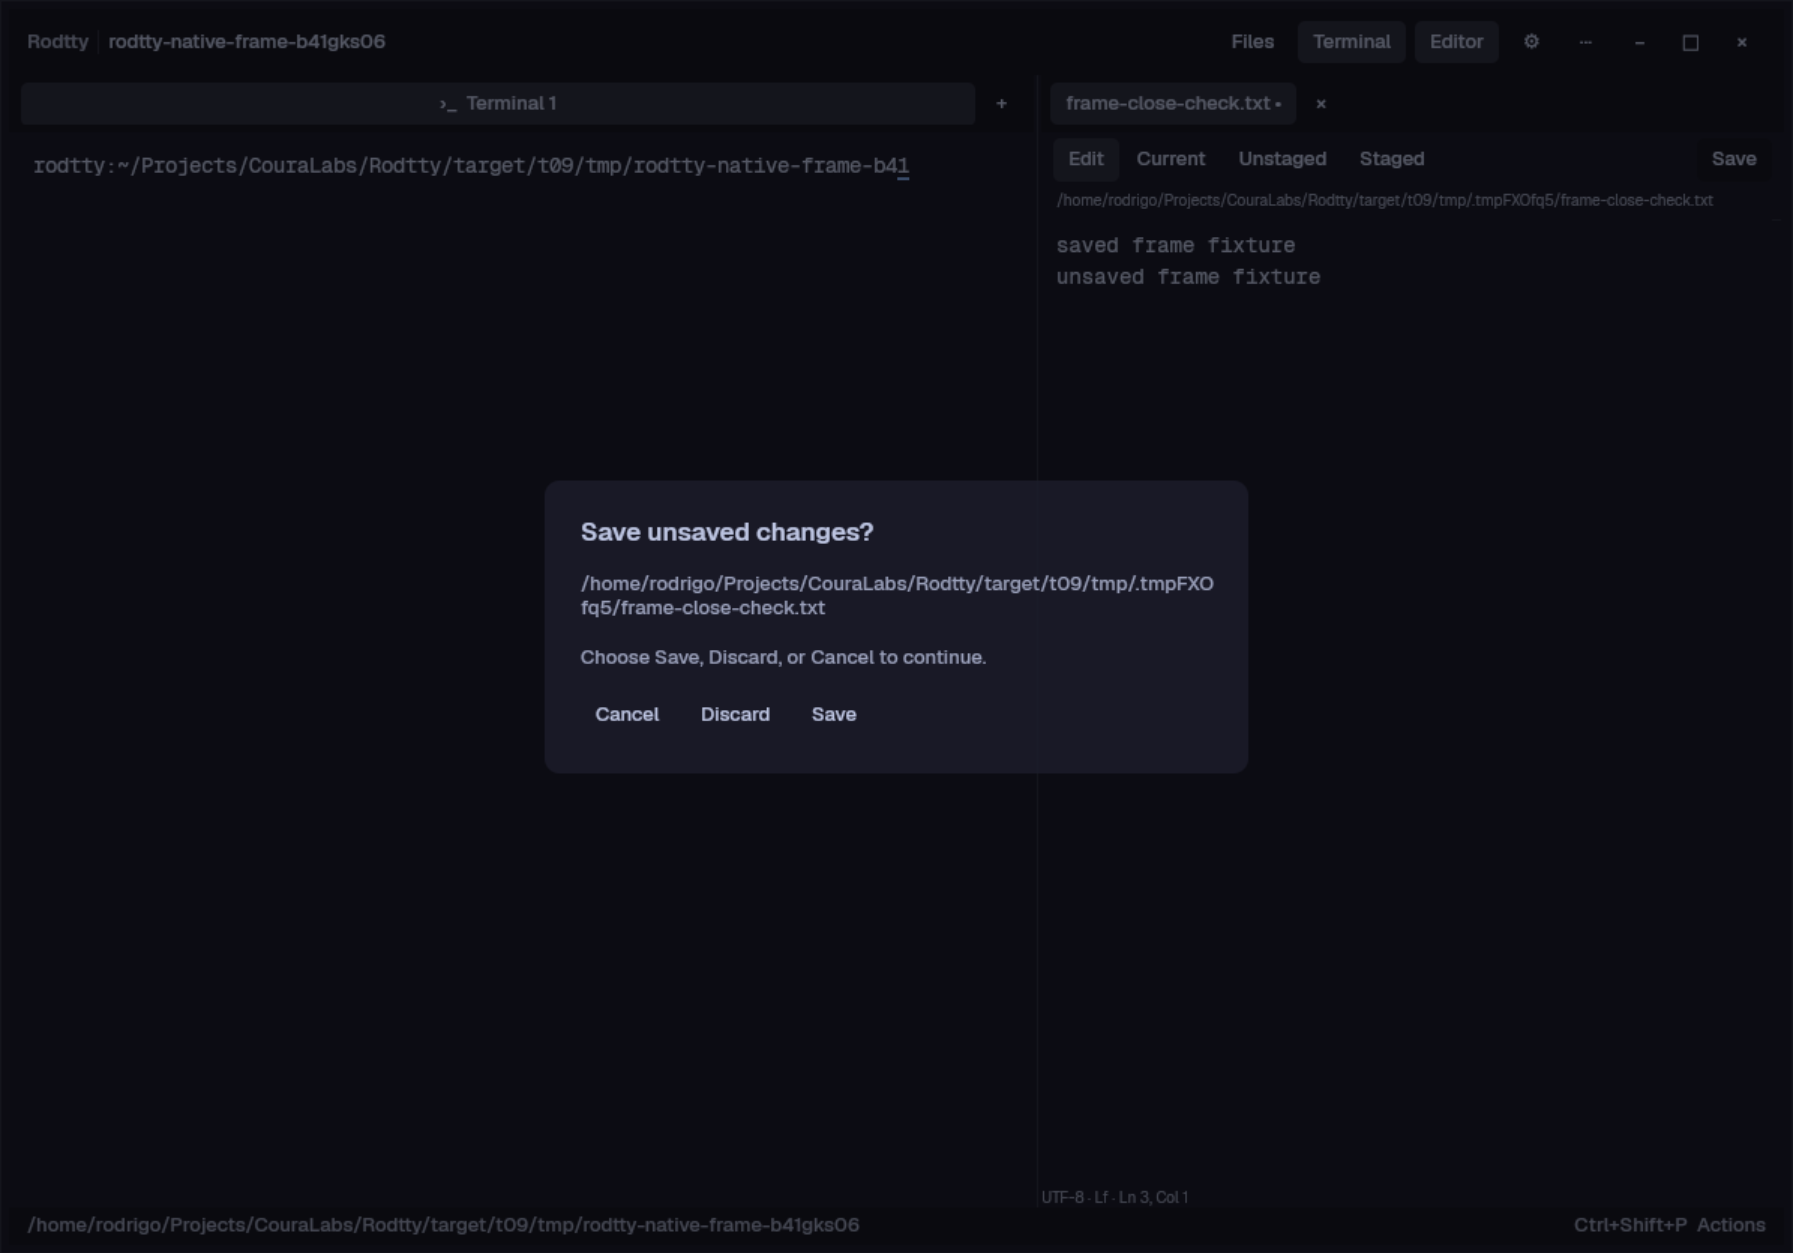 Rodtty rodtty-native-frame-b41gks06 Files Terminal Editor ⚙ ··· – □ ×
›_ Terminal 1 +
frame-close-check.txt • ×
rodtty:~/Projects/CouraLabs/Rodtty/target/t09/tmp/rodtty-native-frame-b41
Edit Current Unstaged Staged Save
/home/rodrigo/Projects/CouraLabs/Rodtty/target/t09/tmp/.tmpFXOfq5/frame-close-check.txt
saved frame fixture
unsaved frame fixture
Save unsaved changes?
/home/rodrigo/Projects/CouraLabs/Rodtty/target/t09/tmp/.tmpFXO
fq5/frame-close-check.txt
Choose Save, Discard, or Cancel to continue.
Cancel Discard Save
UTF-8 · Lf · Ln 3, Col 1
/home/rodrigo/Projects/CouraLabs/Rodtty/target/t09/tmp/rodtty-native-frame-b41gks06 Ctrl+Shift+P Actions